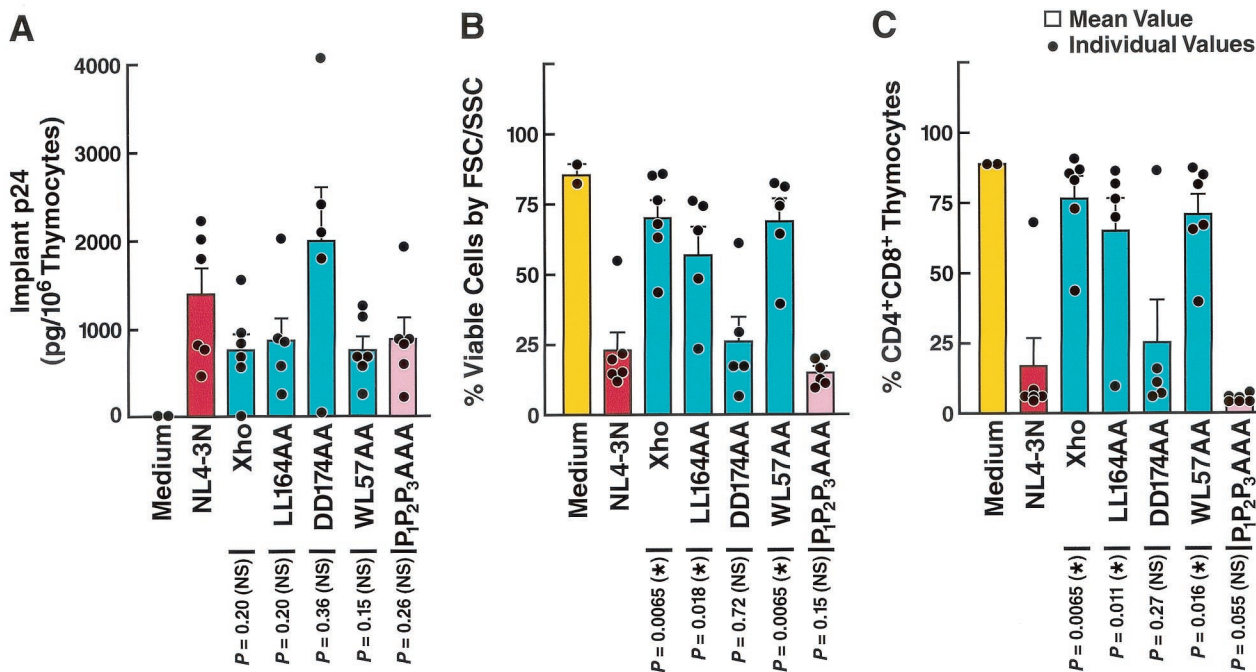 A
Implant p24
(pg/10⁶ Thymocytes)
4000
3000
2000
1000
0
Medium
NL4-3N
Xho
LL164AA
DD174AA
WL57AA
P₁P₂P₃AAA
P = 0.20 (NS)
P = 0.20 (NS)
P = 0.36 (NS)
P = 0.15 (NS)
P = 0.26 (NS)
B
% Viable Cells by FSC/SSC
100
75
50
25
0
Medium
NL4-3N
Xho
LL164AA
DD174AA
WL57AA
P₁P₂P₃AAA
P = 0.0065 (*)
P = 0.018 (*)
P = 0.72 (NS)
P = 0.0065 (*)
P = 0.15 (NS)
C
Mean Value
Individual Values
% CD4⁺CD8⁺ Thymocytes
100
75
50
25
0
Medium
NL4-3N
Xho
LL164AA
DD174AA
WL57AA
P₁P₂P₃AAA
P = 0.0065 (*)
P = 0.011 (*)
P = 0.27 (NS)
P = 0.016 (*)
P = 0.055 (NS)